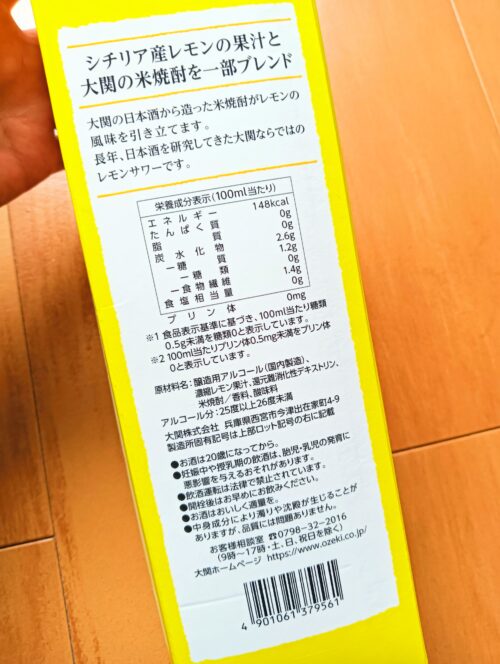 シチリア産レモンの果汁と
大関の米焼酎を一部ブレンド
大関の日本酒から造った米焼酎がレモンの
風味を引き立てます。
長年、日本酒を研究してきた大関ならではの
レモンサワーです。
栄養成分表示(100ml当たり)
エネルギー 148kcal
たんぱく質 0g
脂質 0g
炭水化物 2.6g
－糖質 1.2g
－糖類 0g
－食物繊維 1.4g
食塩相当量 0g
プリン体 0mg
※1 食品表示基準に基づき、100ml当たり糖類
0.5g未満を糖類0と表示しています。
※2 100ml当たりプリン体0.5mg未満をプリン体
0と表示しています。
原材料名：醸造用アルコール(国内製造)、
濃縮レモン果汁、還元難消化性デキストリン、
米焼酎／香料、酸味料
アルコール分：25度以上26度未満
大関株式会社 兵庫県西宮市今津出在家町4-9
製造所固有記号は上部ロット記号の右に記載
●お酒は20歳になってから。
●妊娠中や授乳期の飲酒は、胎児・乳児の発育に
悪影響を与えるおそれがあります。
●飲酒運転は法律で禁止されています。
●開栓後はお早めにお飲みください。
●お酒はおいしく適量を。
●中身成分により濁りや沈殿が生じることが
ありますが、品質には問題ありません。
お客様相談室 ☎0798-32-2016
(9時～17時・土、日、祝日を除く)
大関ホームページ https://www.ozeki.co.jp/
4 901061 379561